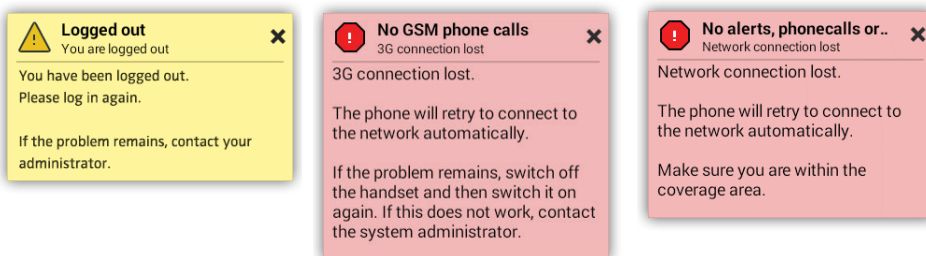 Logged out
You are logged out
You have been logged out.
Please log in again.
If the problem remains, contact your
administrator.
No GSM phone calls
3G connection lost
3G connection lost.
The phone will retry to connect to
the network automatically.
If the problem remains, switch off
the handset and then switch it on
again. If this does not work, contact
the system administrator.
No alerts, phonecalls or..
Network connection lost
Network connection lost.
The phone will retry to connect to
the network automatically.
Make sure you are within the
coverage area.